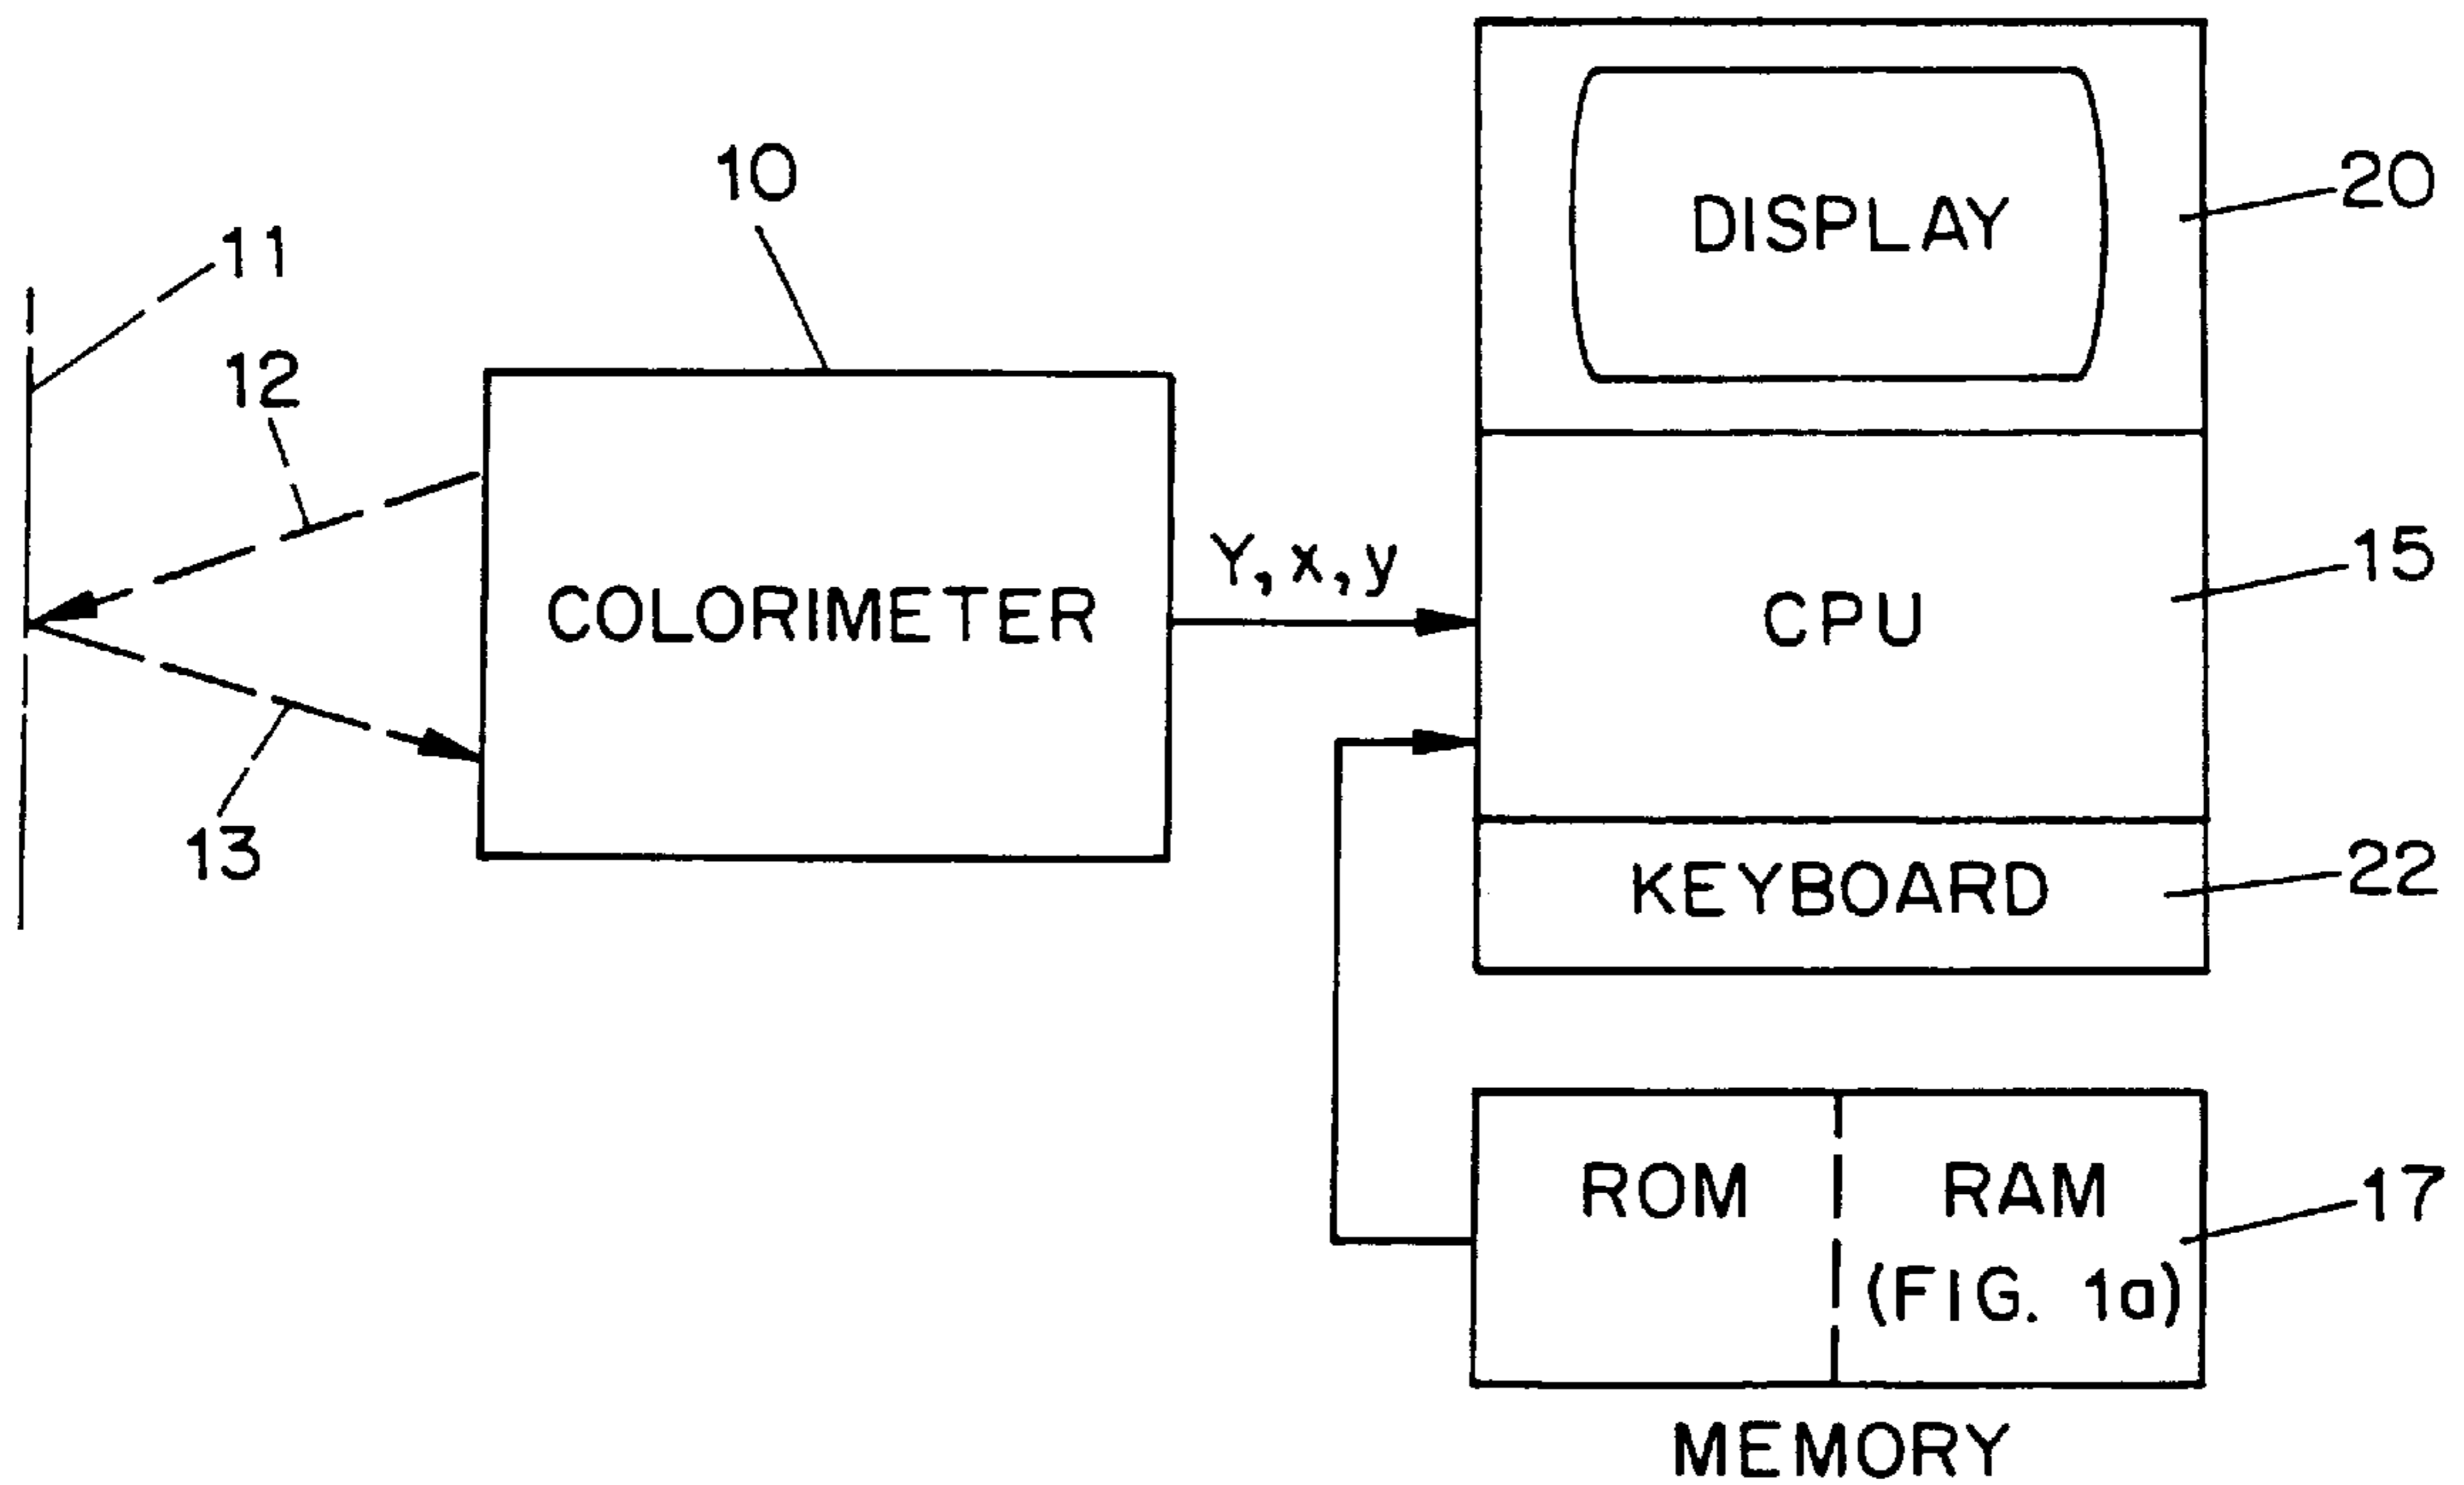 10
11
12
13
COLORIMETER
Y, x, y
DISPLAY
20
CPU
15
KEYBOARD
22
ROM
RAM
(FIG. 1a)
17
MEMORY